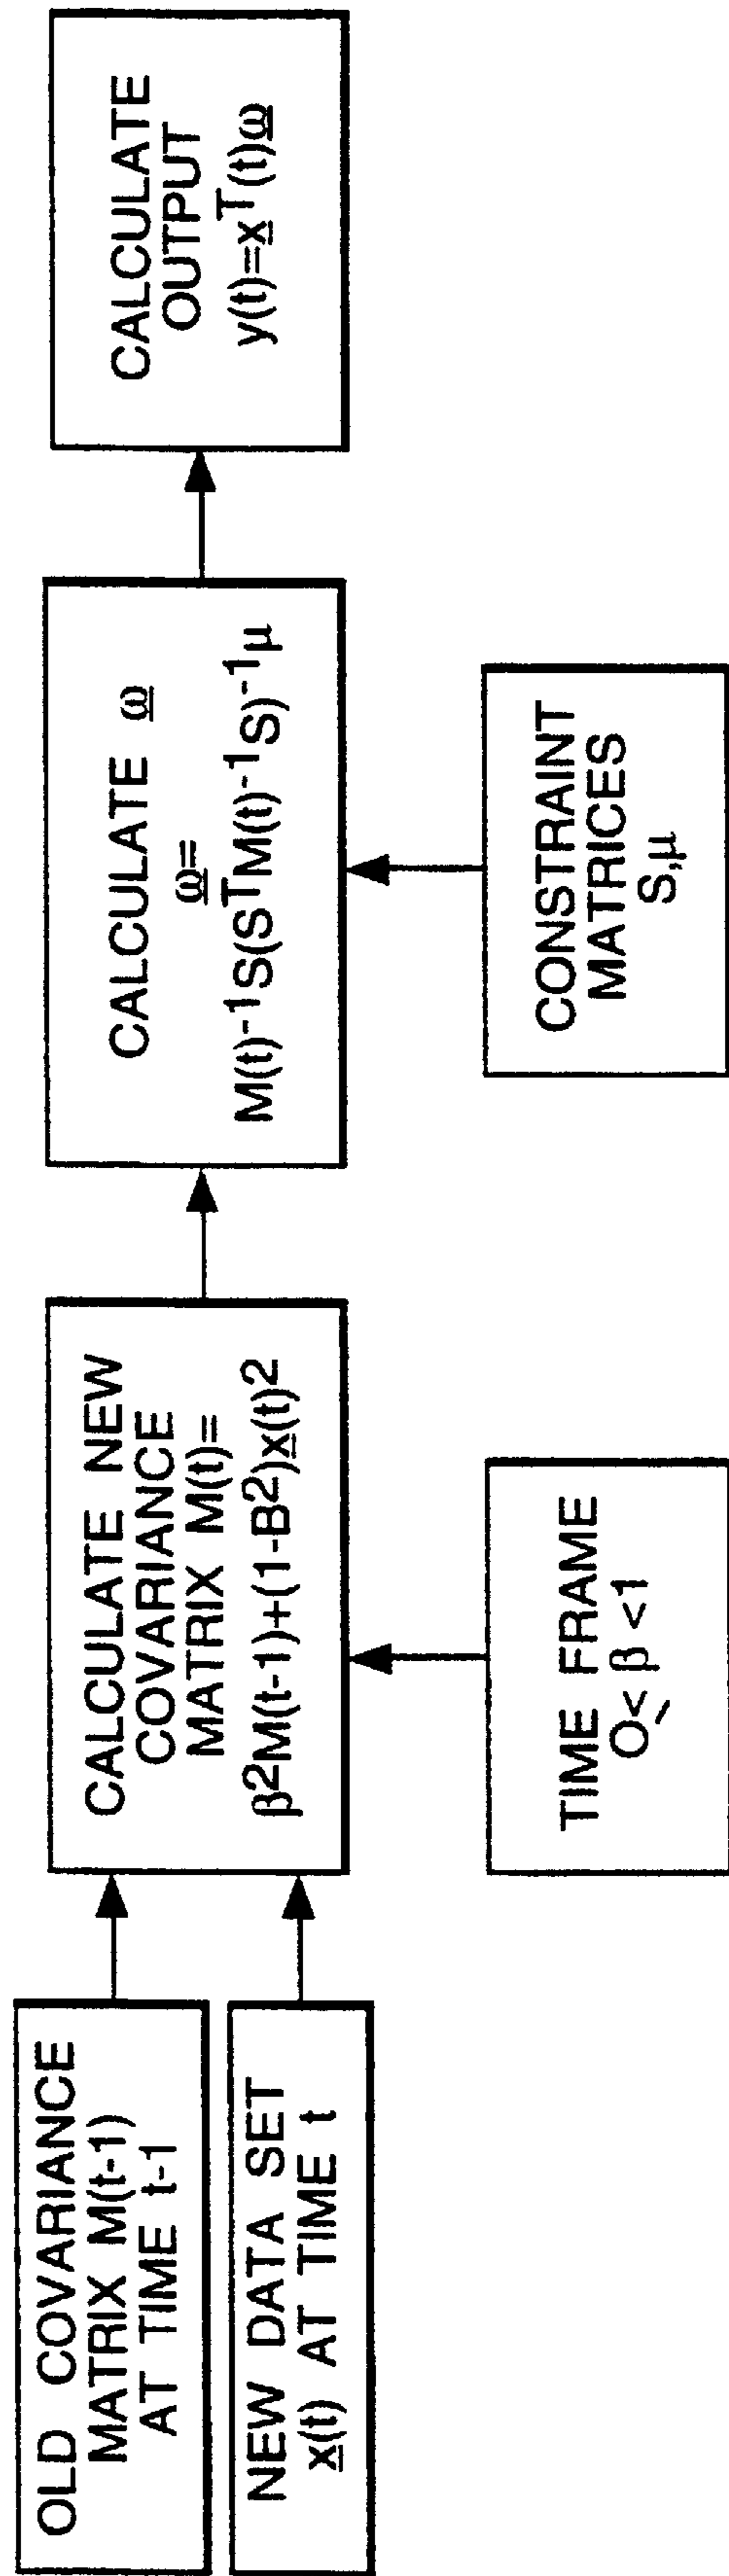 OLD COVARIANCE
MATRIX M(t-1)
AT TIME t-1
NEW DATA SET
x(t) AT TIME t
CALCULATE NEW
COVARIANCE
MATRIX M(t)=
β²M(t-1)+(1-B²)x(t)²
TIME FRAME
O≤ β <1
CALCULATE ω
ω=
M(t)⁻¹S(SᵀM(t)⁻¹S)⁻¹μ
CONSTRAINT
MATRICES
S,μ
CALCULATE
OUTPUT
y(t)=xᵀ(t)ω